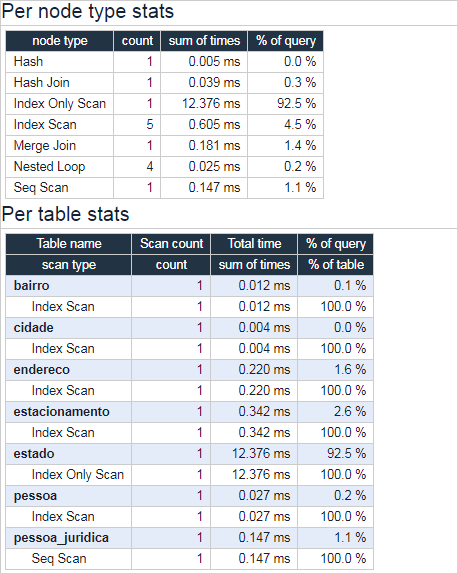 Per node type stats
node type count sum of times % of query
Hash 1 0.005 ms 0.0 %
Hash Join 1 0.039 ms 0.3 %
Index Only Scan 1 12.376 ms 92.5 %
Index Scan 5 0.605 ms 4.5 %
Merge Join 1 0.181 ms 1.4 %
Nested Loop 4 0.025 ms 0.2 %
Seq Scan 1 0.147 ms 1.1 %
Per table stats
Table name Scan count Total time % of query
scan type count sum of times % of table
bairro 1 0.012 ms 0.1 %
Index Scan 1 0.012 ms 100.0 %
cidade 1 0.004 ms 0.0 %
Index Scan 1 0.004 ms 100.0 %
endereco 1 0.220 ms 1.6 %
Index Scan 1 0.220 ms 100.0 %
estacionamento 1 0.342 ms 2.6 %
Index Scan 1 0.342 ms 100.0 %
estado 1 12.376 ms 92.5 %
Index Only Scan 1 12.376 ms 100.0 %
pessoa 1 0.027 ms 0.2 %
Index Scan 1 0.027 ms 100.0 %
pessoa_juridica 1 0.147 ms 1.1 %
Seq Scan 1 0.147 ms 100.0 %